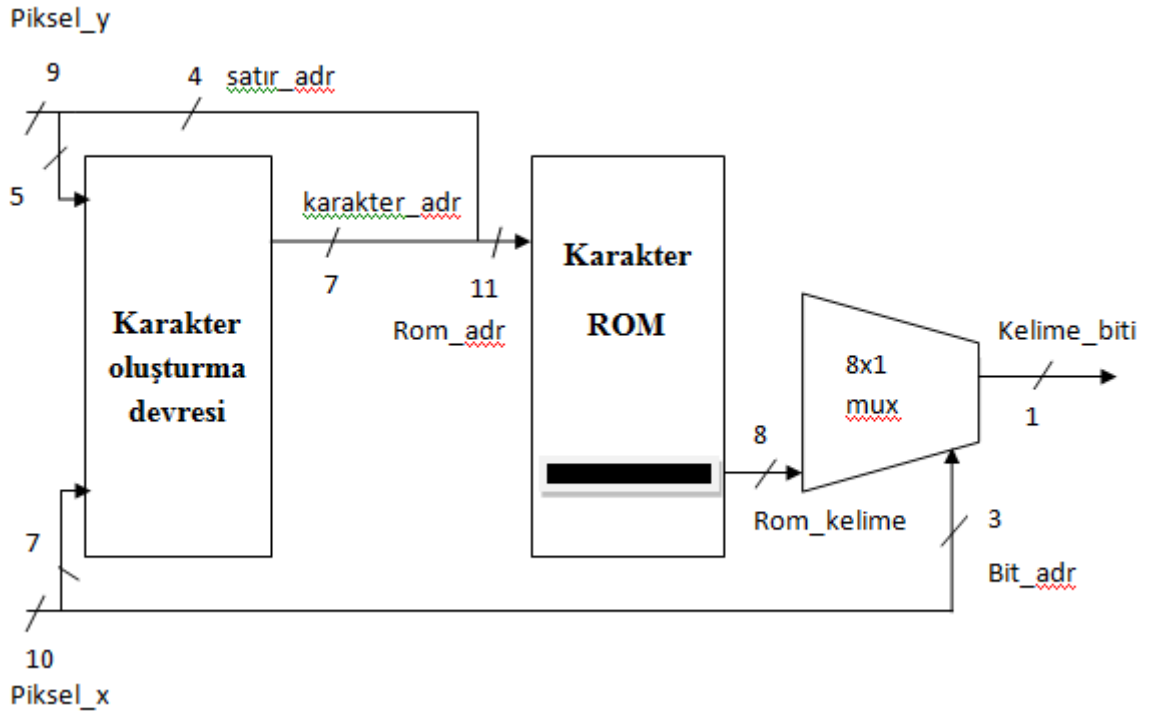 Piksel_y
9
4 satır_adr
5
karakter_adr
7
11
Rom_adr
Karakter
oluşturma
devresi
Karakter
ROM
8x1
mux
Kelime_biti
1
8
Rom_kelime
3
Bit_adr
7
10
Piksel_x